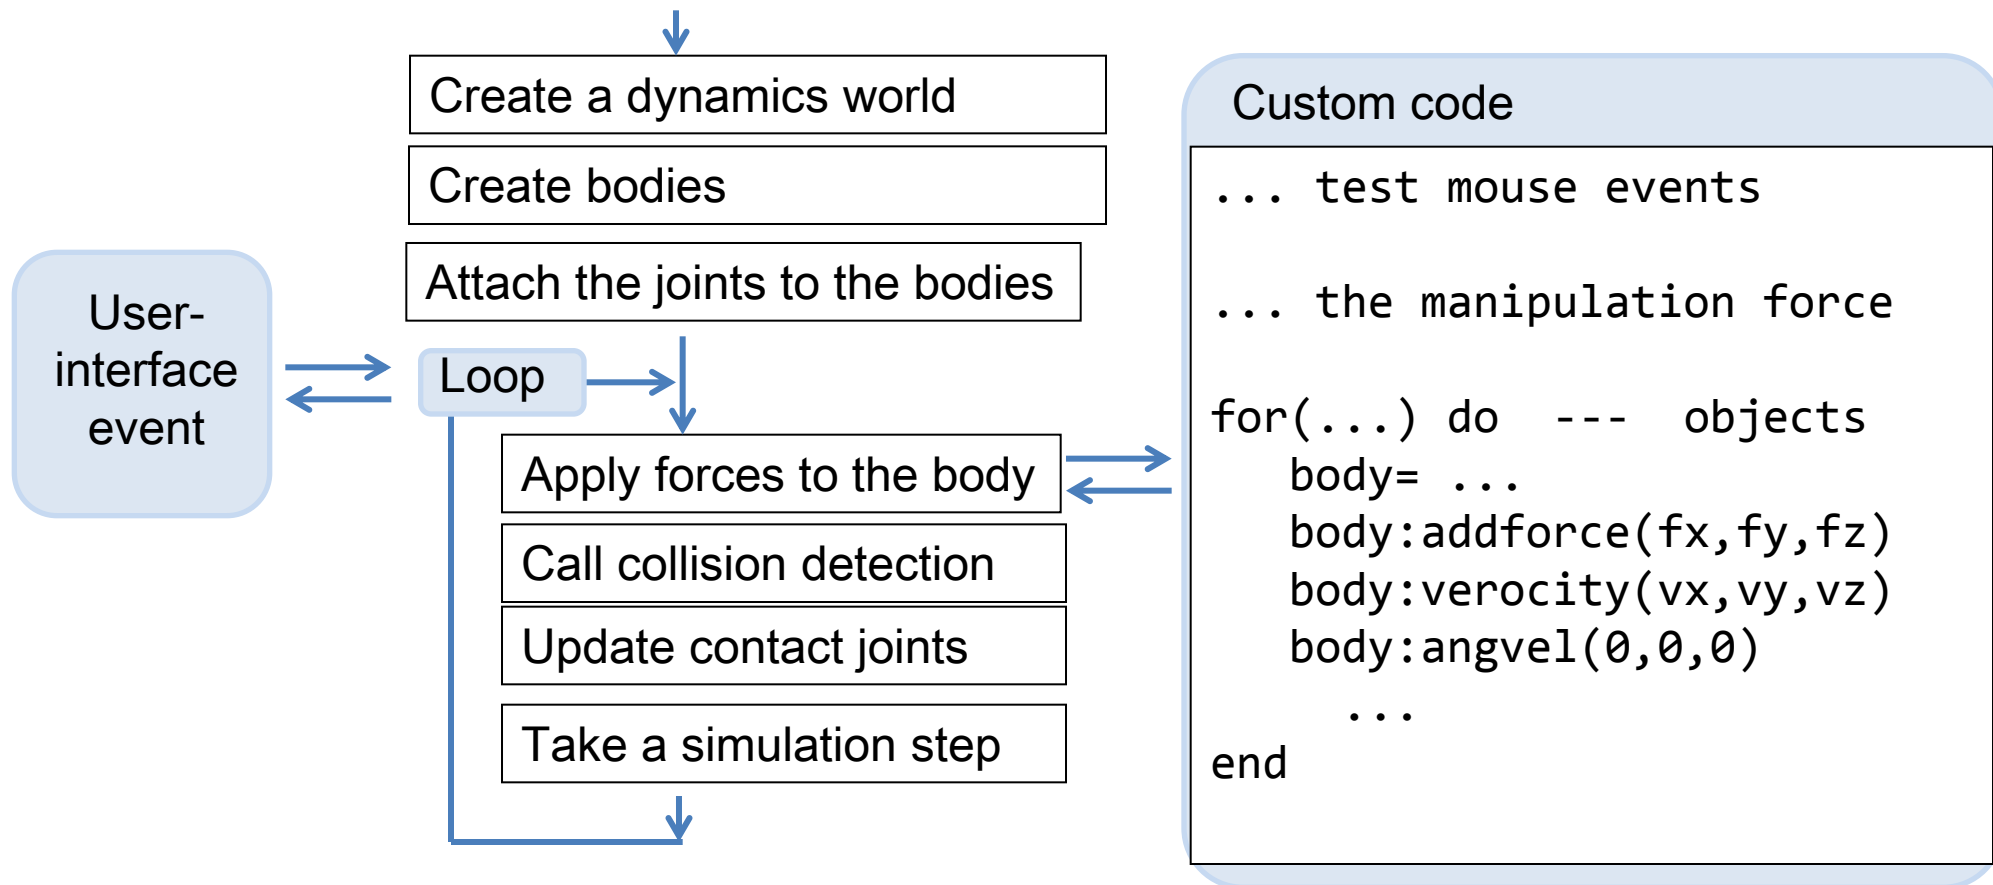 Create a dynamics world
Create bodies
Attach the joints to the bodies
User-
interface
event
Loop
Apply forces to the body
Call collision detection
Update contact joints
Take a simulation step
Custom code
... test mouse events
... the manipulation force
for(...) do --- objects
body= ...
body:addforce(fx,fy,fz)
body:verocity(vx,vy,vz)
body:angvel(0,0,0)
...
end